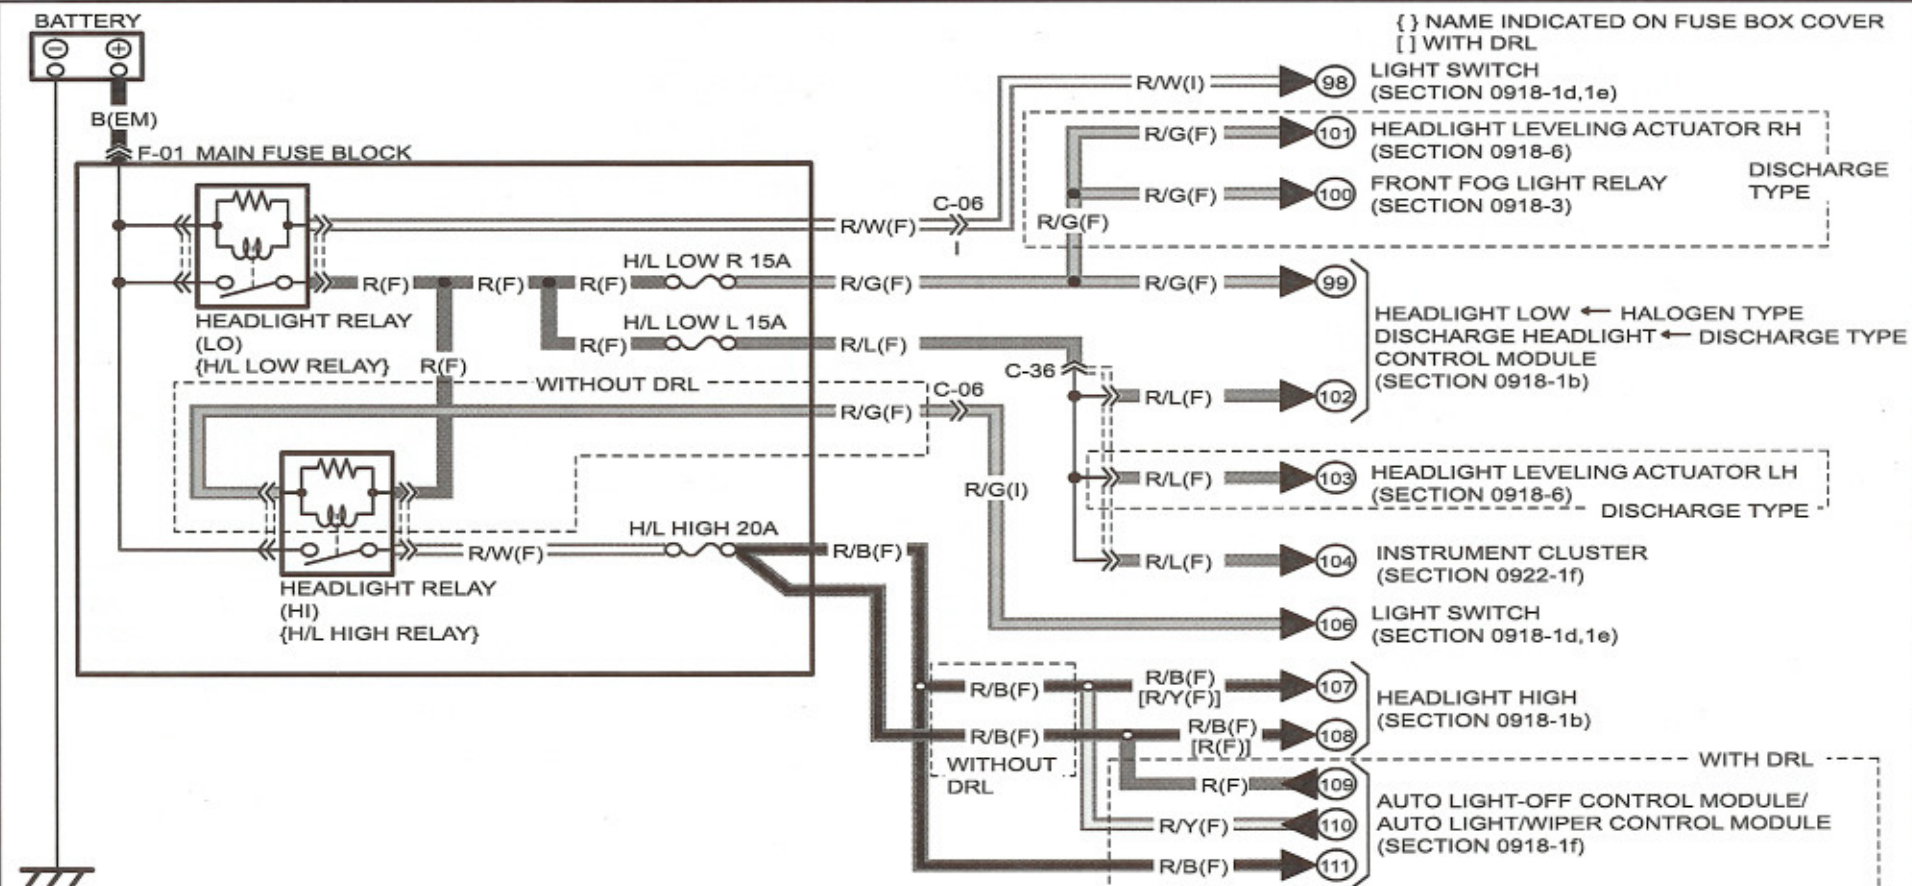 BATTERY
B(EM)
F-01 MAIN FUSE BLOCK
{ } NAME INDICATED ON FUSE BOX COVER
[ ] WITH DRL
R/W(I)
98
LIGHT SWITCH
(SECTION 0918-1d,1e)
R/G(F)
101
HEADLIGHT LEVELING ACTUATOR RH
(SECTION 0918-6)
DISCHARGE
TYPE
R/G(F)
100
FRONT FOG LIGHT RELAY
(SECTION 0918-3)
C-06
R/W(F)
I
R/G(F)
H/L LOW R 15A
R(F)
R(F)
R(F)
R/G(F)
R/G(F)
99
HEADLIGHT RELAY
(LO)
{H/L LOW RELAY}
H/L LOW L 15A
R(F)
R/L(F)
R(F)
HEADLIGHT LOW ← HALOGEN TYPE
DISCHARGE HEADLIGHT ← DISCHARGE TYPE
CONTROL MODULE
(SECTION 0918-1b)
C-36
WITHOUT DRL
C-06
R/L(F)
102
R/G(F)
R/G(I)
R/L(F)
103
HEADLIGHT LEVELING ACTUATOR LH
(SECTION 0918-6)
DISCHARGE TYPE
H/L HIGH 20A
R/W(F)
R/B(F)
R/L(F)
104
INSTRUMENT CLUSTER
(SECTION 0922-1f)
HEADLIGHT RELAY
(HI)
{H/L HIGH RELAY}
106
LIGHT SWITCH
(SECTION 0918-1d,1e)
R/B(F)
R/B(F)
[R/Y(F)]
107
HEADLIGHT HIGH
(SECTION 0918-1b)
R/B(F)
R/B(F)
[R(F)]
108
WITHOUT
DRL
WITH DRL
R(F)
109
AUTO LIGHT-OFF CONTROL MODULE/
AUTO LIGHT/WIPER CONTROL MODULE
(SECTION 0918-1f)
R/Y(F)
110
R/B(F)
111